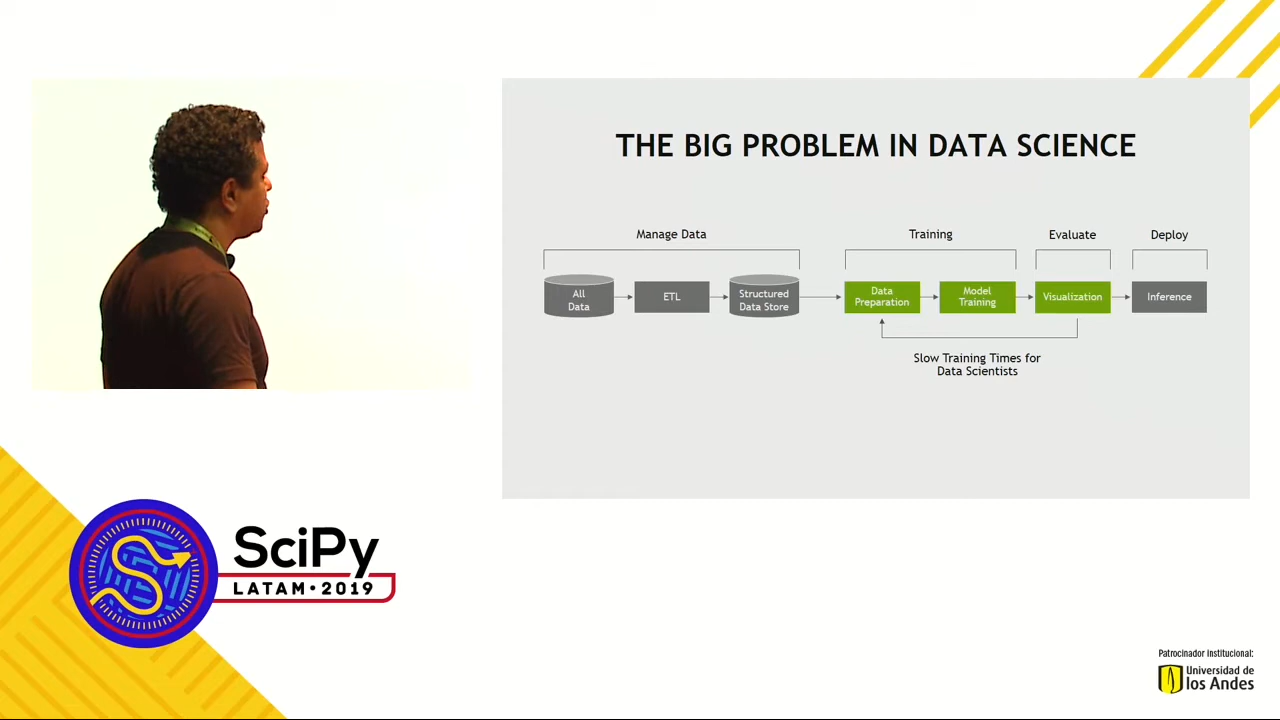 THE BIG PROBLEM IN DATA SCIENCE
Manage Data
Training
Evaluate
Deploy
All
Data
ETL
Structured
Data Store
Data
Preparation
Model
Training
Visualization
Inference
Slow Training Times for
Data Scientists
SciPy
LATAM•2019
Patrocinador institucional:
Universidad de
los Andes